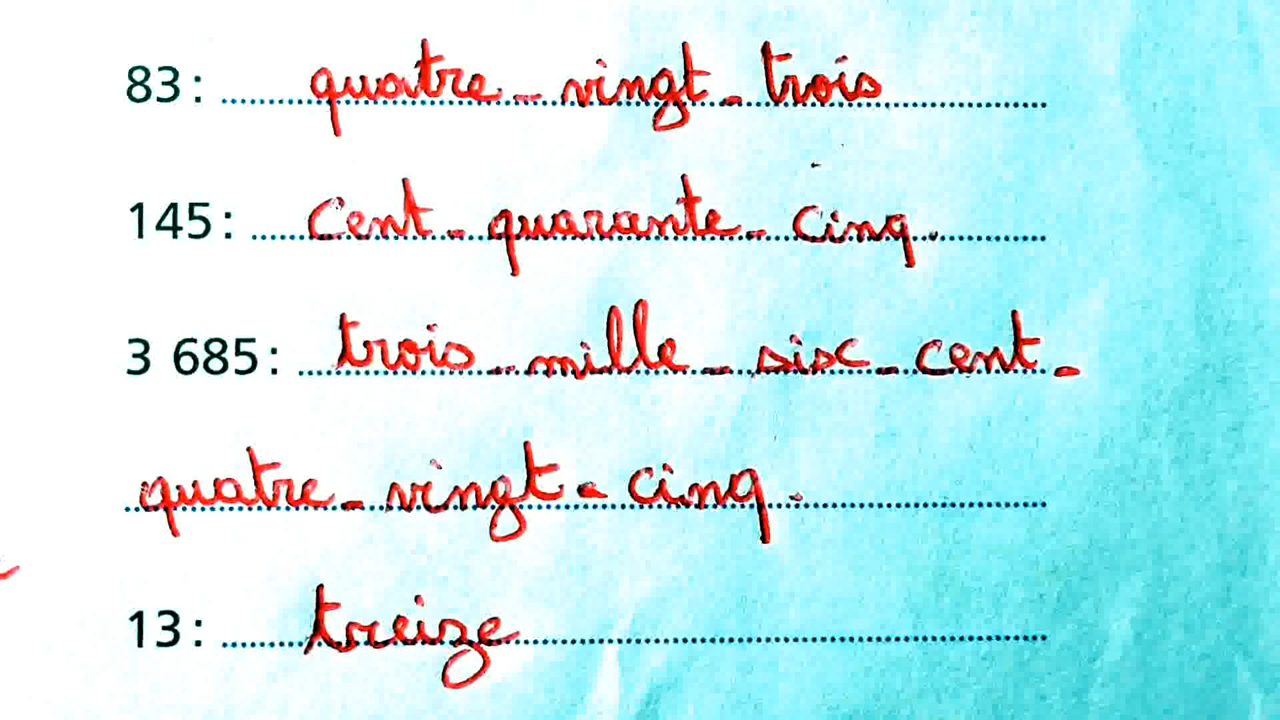 83 : quatre-vingt-trois
145 : Cent-quarante-cinq.
3 685 : trois-mille-six-cent-
quatre-vingt-cinq.
13 : treize